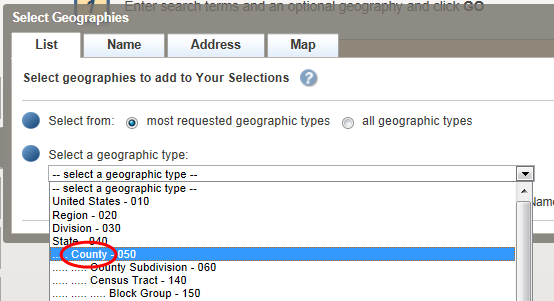 1 Enter search terms and an optional geography and click GO
Select Geographies
List Name Address Map
Select geographies to add to Your Selections ?
Select from: most requested geographic types all geographic types
Select a geographic type:
-- select a geographic type --
-- select a geographic type --
United States - 010
Region - 020
Division - 030
State - 040
..... County - 050
..... ..... County Subdivision - 060
..... ..... Census Tract - 140
..... ..... ..... Block Group - 150